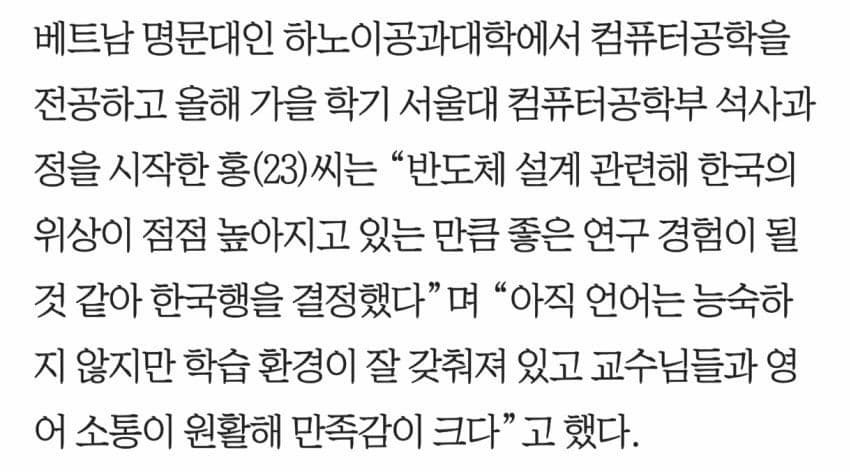 베트남 명문대인 하노이공과대학에서 컴퓨터공학을
전공하고 올해 가을 학기 서울대 컴퓨터공학부 석사과
정을 시작한 홍(23)씨는 “반도체 설계 관련해 한국의
위상이 점점 높아지고 있는 만큼 좋은 연구 경험이 될
것 같아 한국행을 결정했다”며 “아직 언어는 능숙하
지 않지만 학습 환경이 잘 갖춰져 있고 교수님들과 영
어 소통이 원활해 만족감이 크다”고 했다.